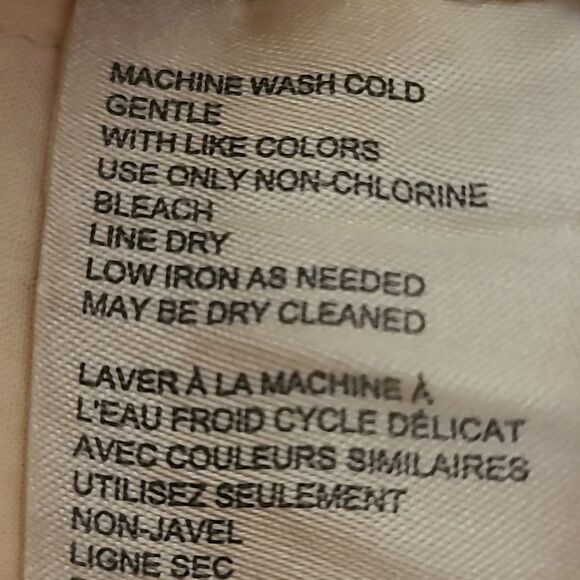 MACHINE WASH COLD
GENTLE
WITH LIKE COLORS
USE ONLY NON-CHLORINE
BLEACH
LINE DRY
LOW IRON AS NEEDED
MAY BE DRY CLEANED
LAVER À LA MACHINE À
L'EAU FROID CYCLE DÉLICAT
AVEC COULEURS SIMILAIRES
UTILISEZ SEULEMENT
NON-JAVEL
LIGNE SEC